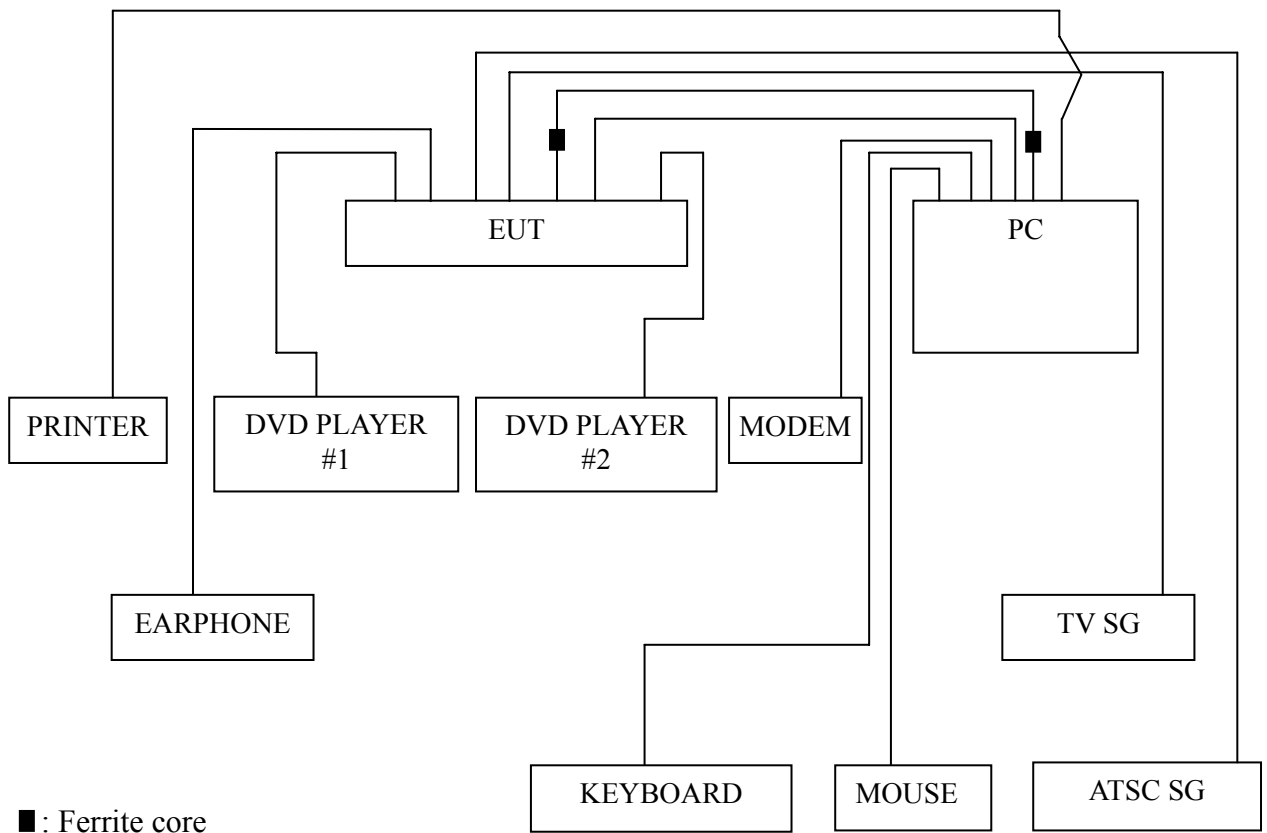 EUT
PC
PRINTER
DVD PLAYER
#1
DVD PLAYER
#2
MODEM
EARPHONE
TV SG
KEYBOARD
MOUSE
ATSC SG
: Ferrite core